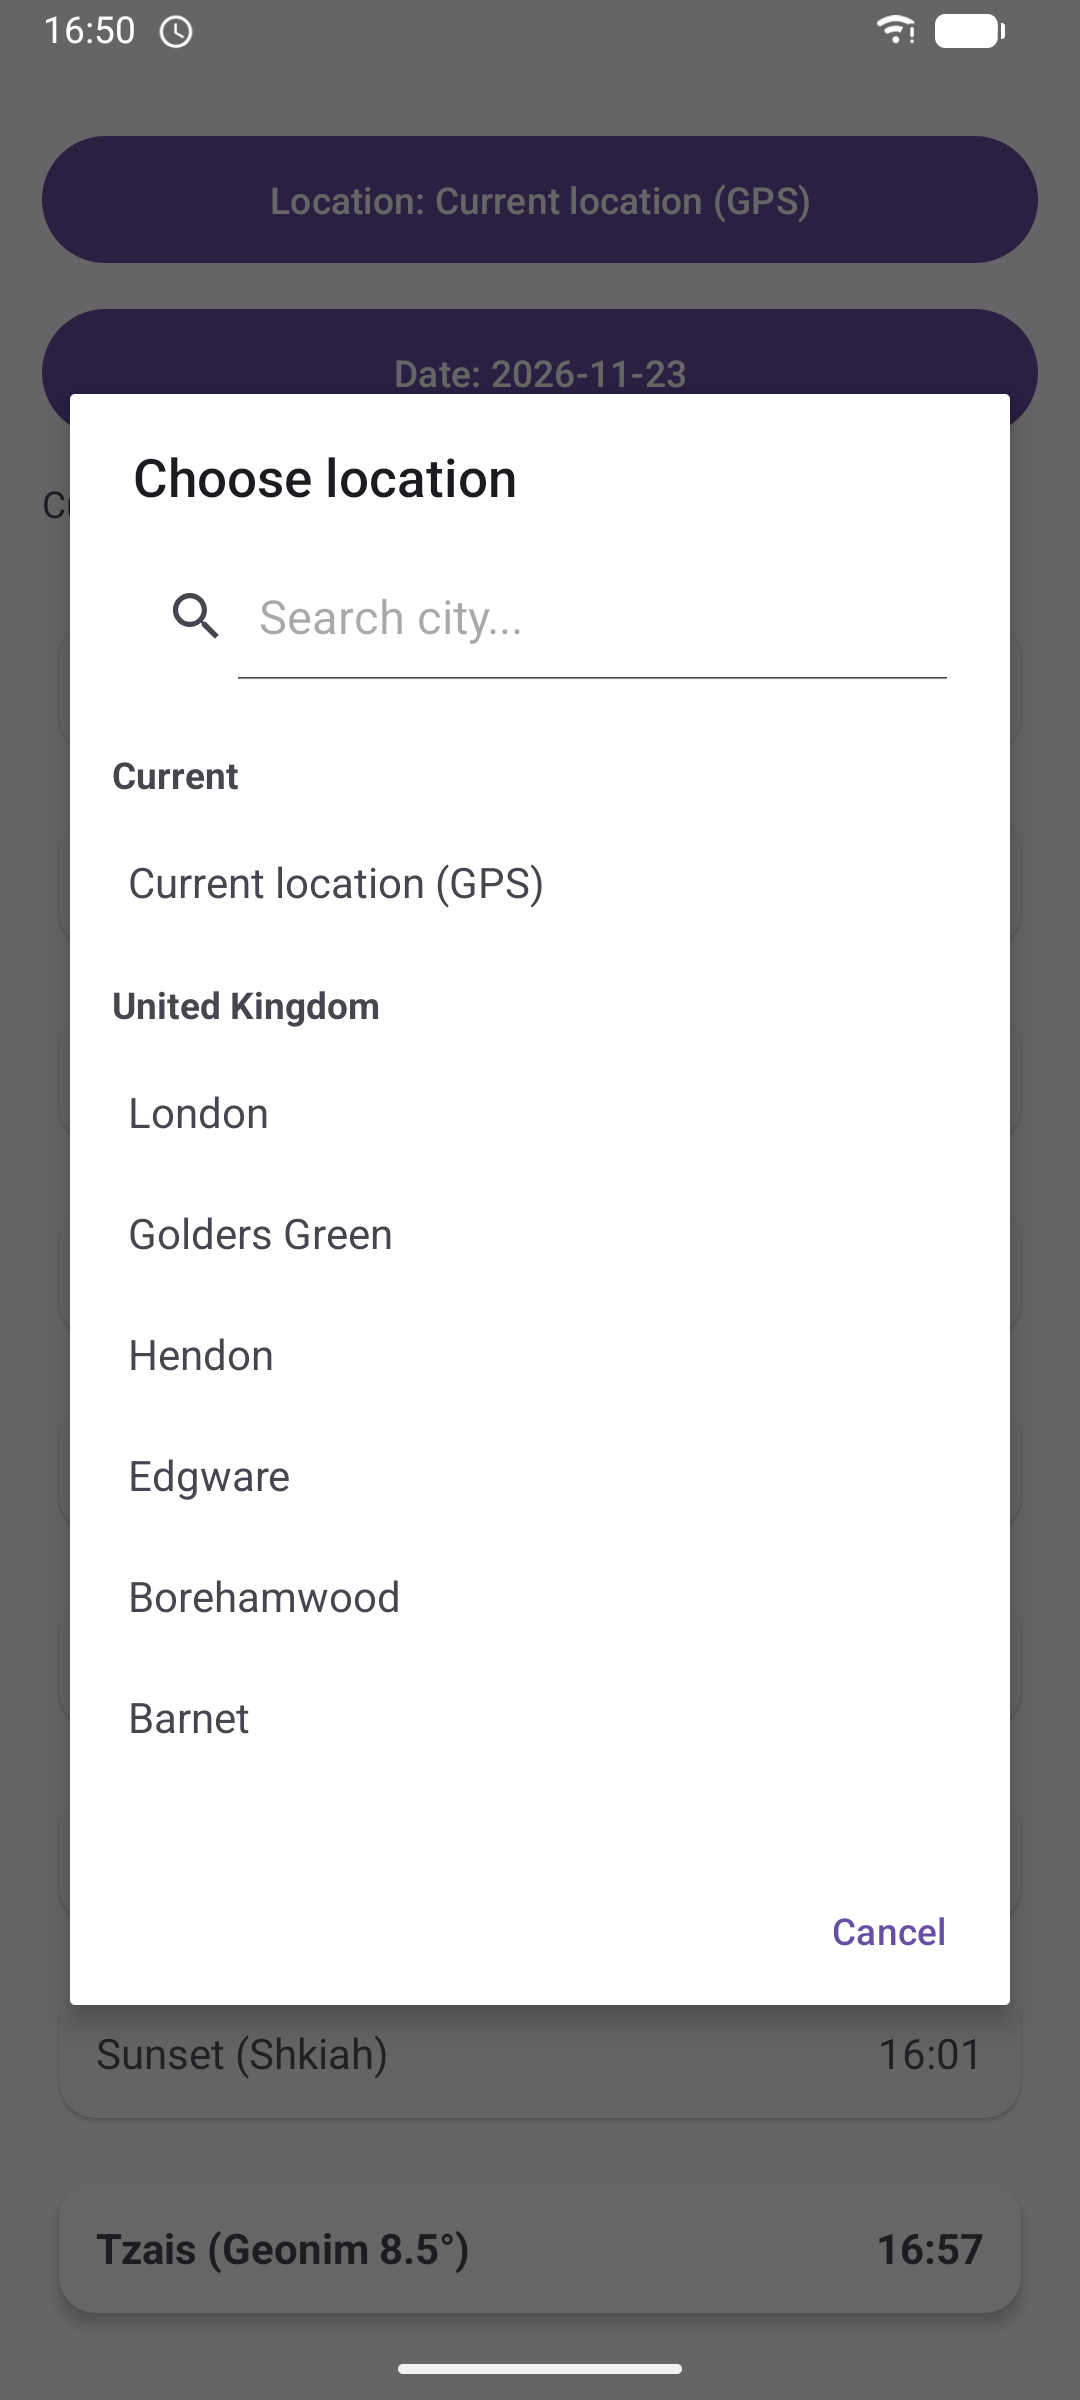 16:50
Location: Current location (GPS)
Date: 2026-11-23
Choose location
Search city...
Current
Current location (GPS)
United Kingdom
London
Golders Green
Hendon
Edgware
Borehamwood
Barnet
Cancel
Sunset (Shkiah) 16:01
Tzais (Geonim 8.5°) 16:57